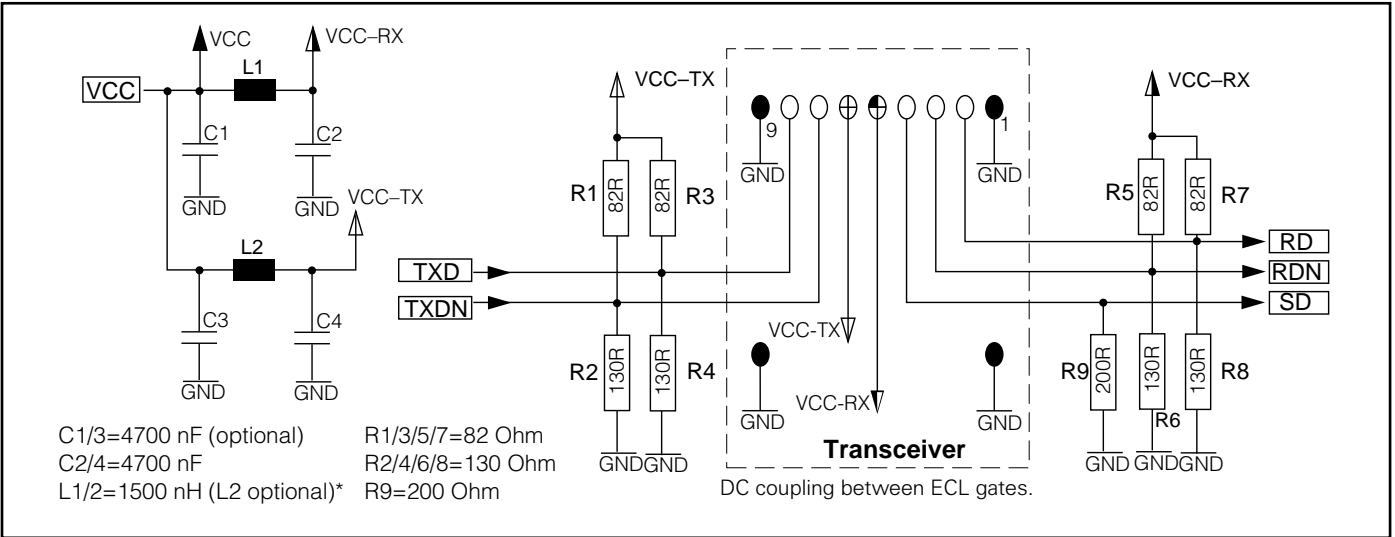 VCC
VCC–RX
VCC
L1
C1
C2
GND
GND
VCC–TX
L2
C3
C4
GND
GND
C1/3=4700 nF (optional)
C2/4=4700 nF
L1/2=1500 nH (L2 optional)*
R1/3/5/7=82 Ohm
R2/4/6/8=130 Ohm
R9=200 Ohm
VCC–TX
R1
82R
82R
R3
TXD
TXDN
R2
130R
130R
R4
GND
GND
9
1
GND
GND
VCC-TX
VCC-RX
GND
GND
Transceiver
DC coupling between ECL gates.
VCC–RX
R5
82R
82R
R7
RD
RDN
SD
R9
200R
130R
130R
R8
R6
GND
GND
GND